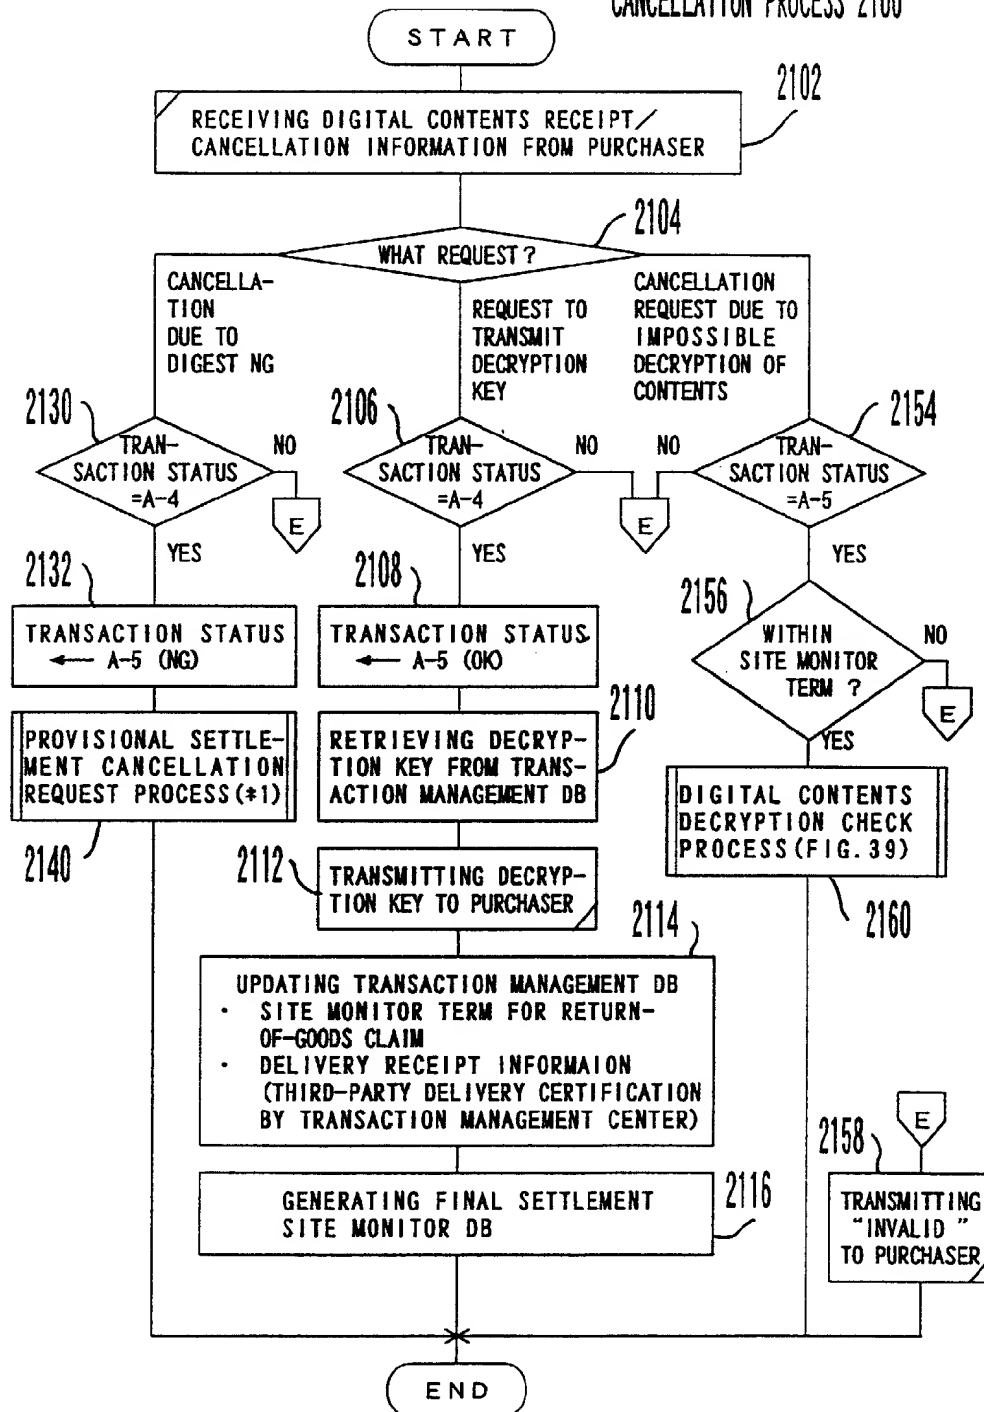 CANCELLATION PROCESS 2100
START
2102
RECEIVING DIGITAL CONTENTS RECEIPT/
CANCELLATION INFORMATION FROM PURCHASER
2104
WHAT REQUEST?
CANCELLA-
TION
DUE TO
DIGEST NG
REQUEST TO
TRANSMIT
DECRYPTION
KEY
CANCELLATION
REQUEST DUE TO
IMPOSSIBLE
DECRYPTION OF
CONTENTS
2130
TRAN-
SACTION STATUS
=A-4
NO
E
YES
2106
TRAN-
SACTION STATUS
=A-4
NO
E
YES
2154
NO
TRAN-
SACTION STATUS
=A-5
YES
2132
TRANSACTION STATUS
← A-5 (NG)
2108
TRANSACTION STATUS
← A-5 (OK)
2156
WITHIN
SITE MONITOR
TERM ?
NO
E
YES
PROVISIONAL SETTLE-
MENT CANCELLATION
REQUEST PROCESS(*1)
2140
2110
RETRIEVING DECRYP-
TION KEY FROM TRANS-
ACTION MANAGEMENT DB
DIGITAL CONTENTS
DECRYPTION CHECK
PROCESS(FIG.39)
2160
2112
TRANSMITTING DECRYP-
TION KEY TO PURCHASER
2114
UPDATING TRANSACTION MANAGEMENT DB
· SITE MONITOR TERM FOR RETURN-
OF-GOODS CLAIM
· DELIVERY RECEIPT INFORMAION
(THIRD-PARTY DELIVERY CERTIFICATION
BY TRANSACTION MANAGEMENT CENTER)
GENERATING FINAL SETTLEMENT
SITE MONITOR DB
2116
E
2158
TRANSMITTING
"INVALID "
TO PURCHASER
END